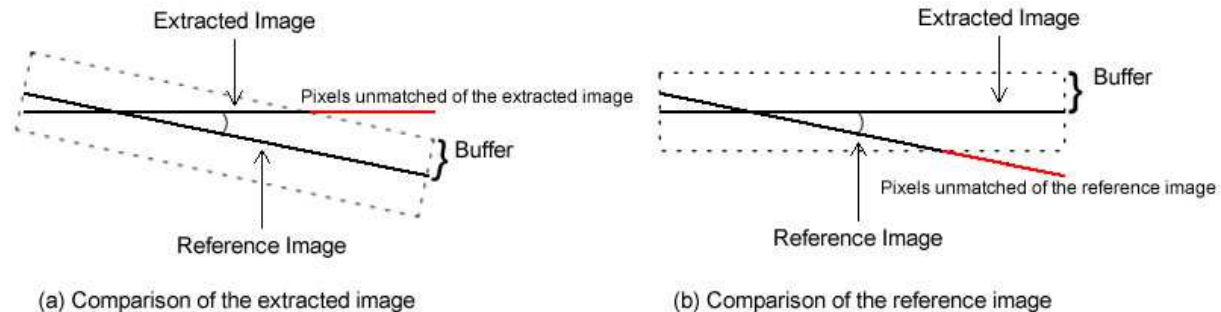 Extracted Image
Pixels unmatched of the extracted image
Buffer
Reference Image
(a) Comparison of the extracted image
Extracted Image
Buffer
Pixels unmatched of the reference image
Reference Image
(b) Comparison of the reference image